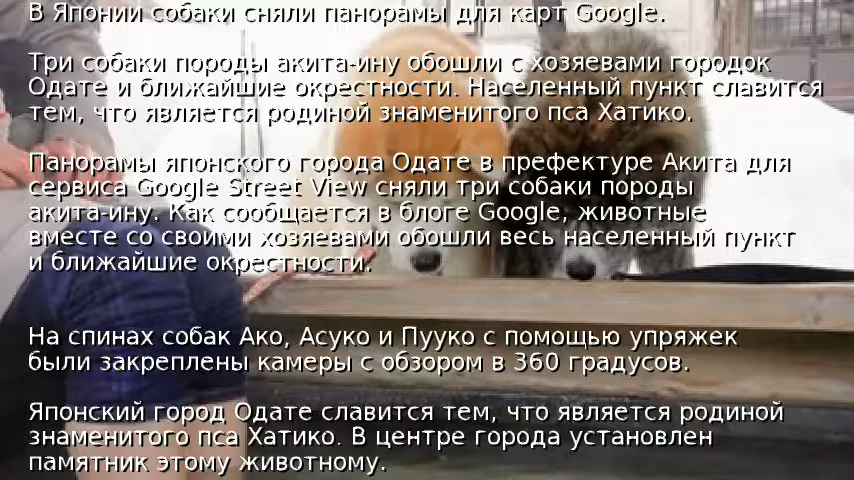 В Японии собаки сняли панорамы для карт Google.
Три собаки породы акита-ину обошли с хозяевами городок
Одате и ближайшие окрестности. Населенный пункт славится
тем, что является родиной знаменитого пса Хатико.
Панорамы японского города Одате в префектуре Акита для
сервиса Google Street View сняли три собаки породы
акита-ину. Как сообщается в блоге Google, животные
вместе со своими хозяевами обошли весь населенный пункт
и ближайшие окрестности.
На спинах собак Ако, Асуко и Пууко с помощью упряжек
были закреплены камеры с обзором в 360 градусов.
Японский город Одате славится тем, что является родиной
знаменитого пса Хатико. В центре города установлен
памятник этому животному.